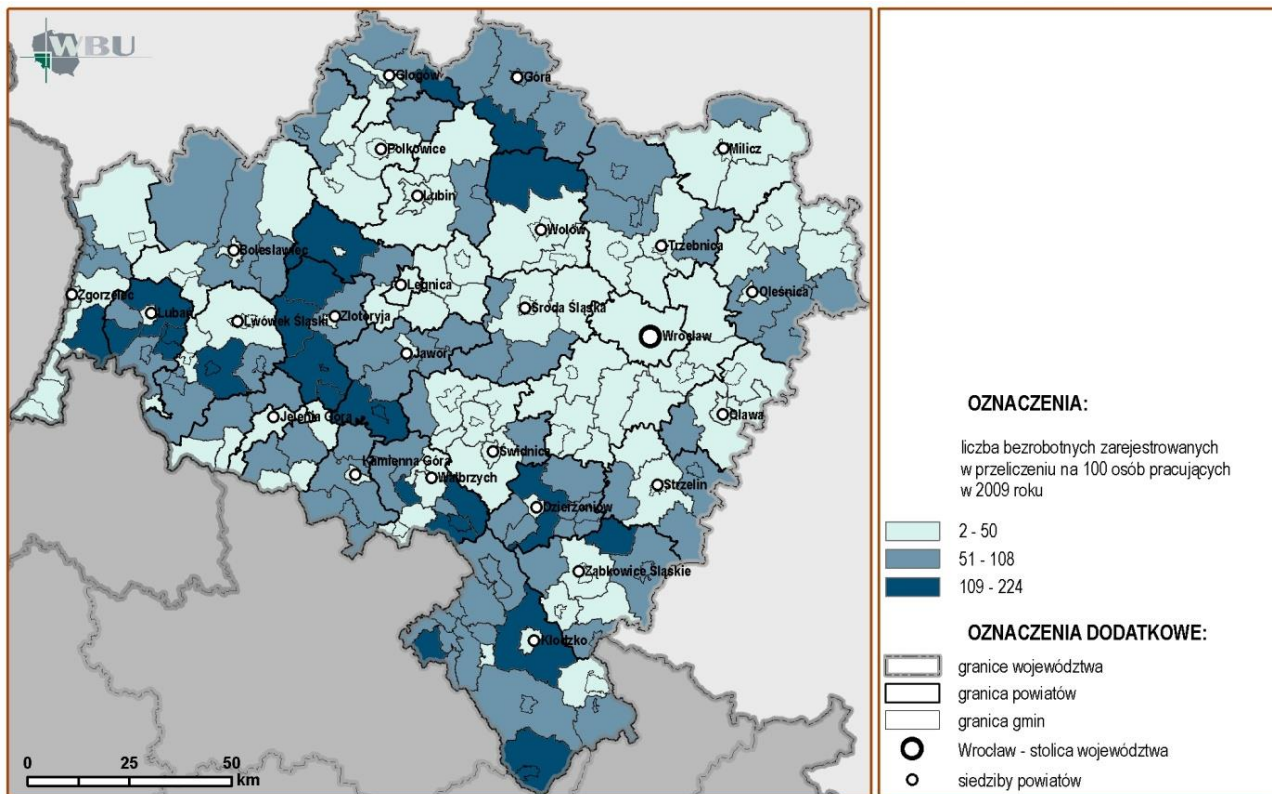 WBU
Głogów
Góra
Polkowice
Milicz
Lubin
Wołów
Trzebnica
Bolesławiec
Legnica
Oleśnica
Zgorzelec
Lubań
Lwówek Śląski
Złotoryja
Środa Śląska
Wrocław
Jawor
Jelenia Góra
Oława
Kamienna Góra
Świdnica
Wałbrzych
Strzelin
Dzierżoniów
Ząbkowice Śląskie
Kłodzko
0 25 50
km
OZNACZENIA:
liczba bezrobotnych zarejestrowanych
w przeliczeniu na 100 osób pracujących
w 2009 roku
2 - 50
51 - 108
109 - 224
OZNACZENIA DODATKOWE:
granice województwa
granica powiatów
granica gmin
Wrocław - stolica województwa
siedziby powiatów